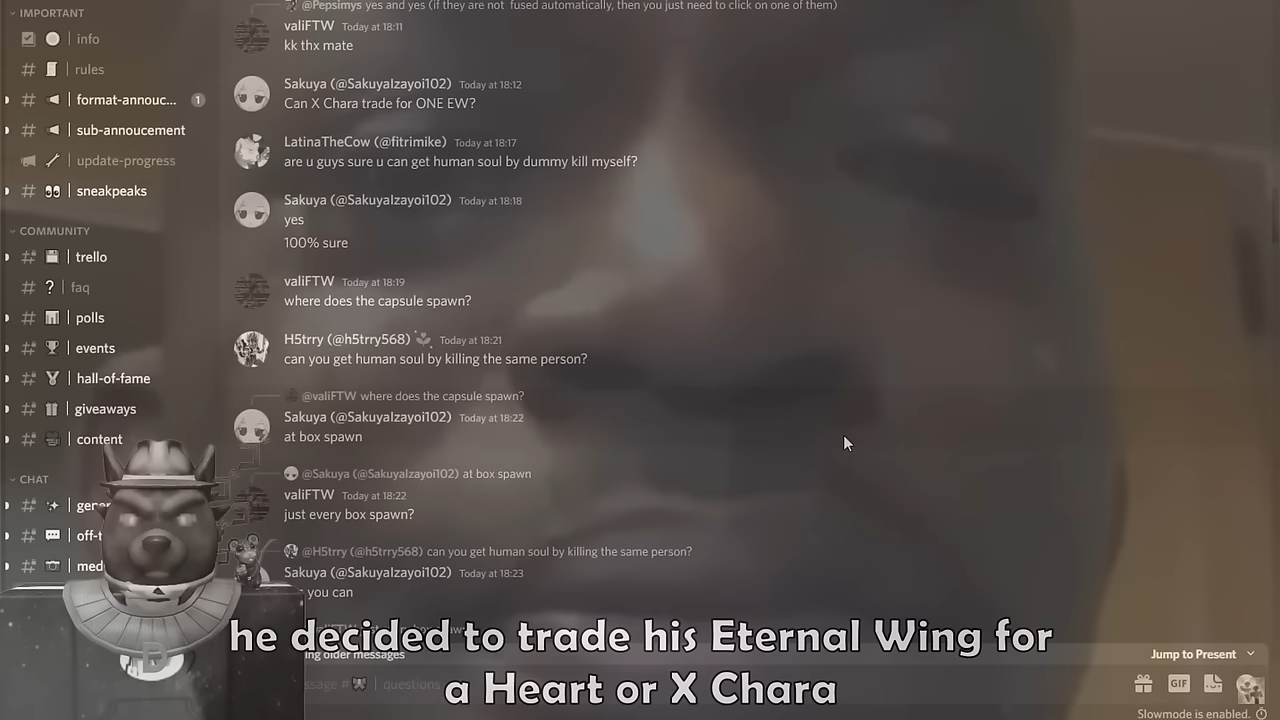 IMPORTANT
info
rules
format-annouc... 1
sub-annoucement
update-progress
sneakpeaks
COMMUNITY
trello
faq
polls
events
hall-of-fame
giveaways
content
CHAT
gener
off-t
med
@Pepsimys yes and yes (if they are not fused automatically, then you just need to click on one of them)
valiFTW Today at 18:11
kk thx mate
Sakuya (@SakuyaIzayoi102) Today at 18:12
Can X Chara trade for ONE EW?
LatinaTheCow (@fitrimike) Today at 18:17
are u guys sure u can get human soul by dummy kill myself?
Sakuya (@SakuyaIzayoi102) Today at 18:18
yes
100% sure
valiFTW Today at 18:19
where does the capsule spawn?
H5trry (@h5trry568) Today at 18:21
can you get human soul by killing the same person?
@valiFTW where does the capsule spawn?
Sakuya (@SakuyaIzayoi102) Today at 18:22
at box spawn
@Sakuya (@SakuyaIzayoi102) at box spawn
valiFTW Today at 18:22
just every box spawn?
@H5trry (@h5trry568) can you get human soul by killing the same person?
Sakuya (@SakuyaIzayoi102) Today at 18:23
you can
he decided to trade his Eternal Wing for
a Heart or X Chara
older messages
Jump to Present
questions
GIF
Slowmode is enabled.
D